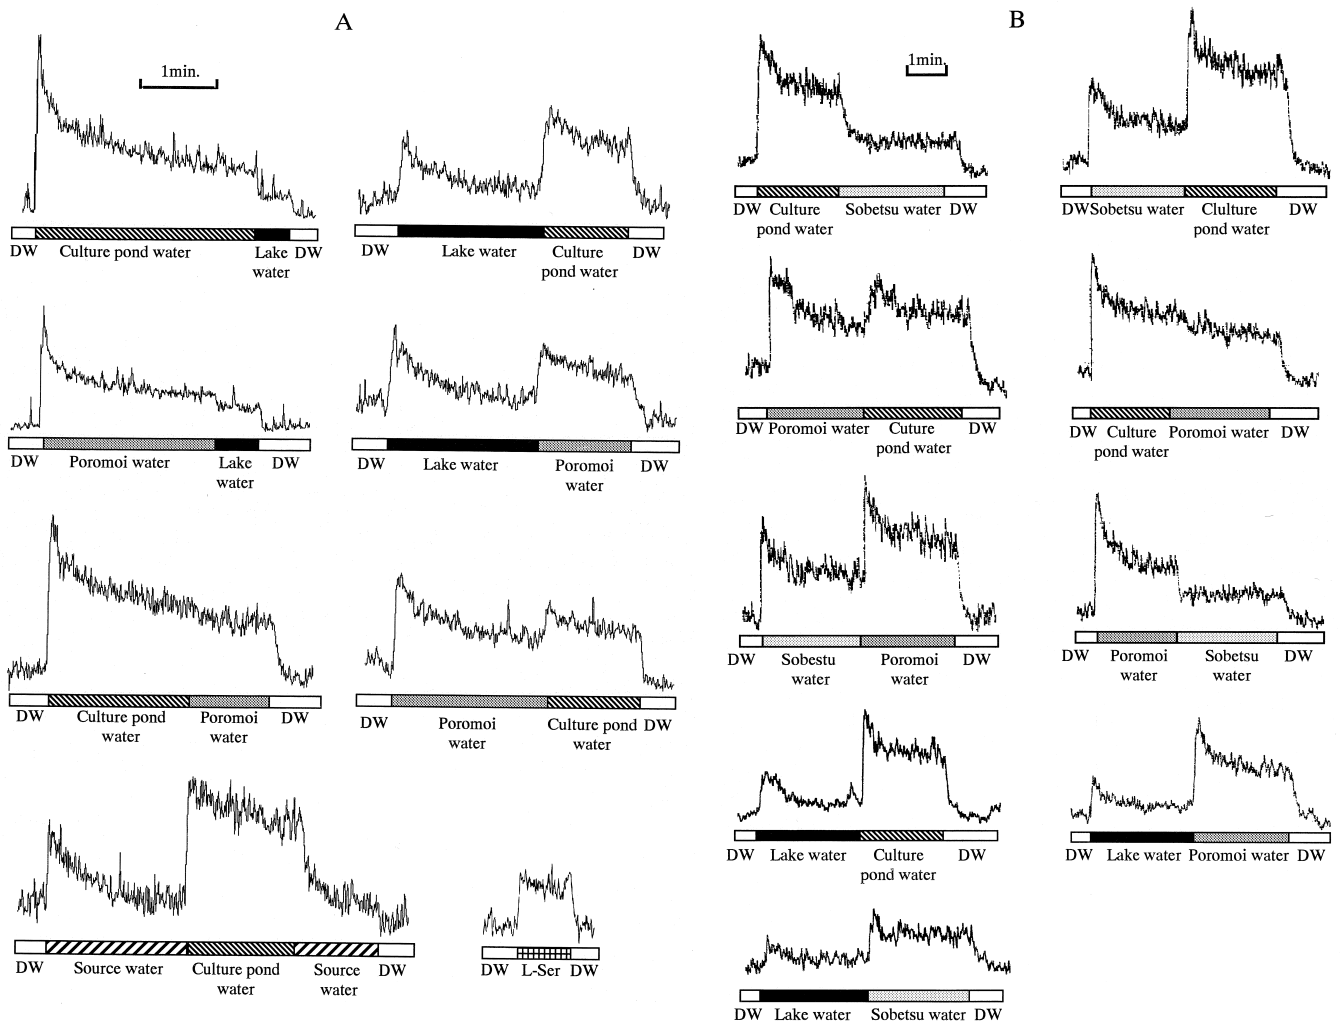 A
1min.
DW Culture pond water Lake water DW
DW Lake water Culture pond water DW
DW Poromoi water Lake water DW
DW Lake water Poromoi water DW
DW Culture pond water Poromoi water DW
DW Poromoi water Culture pond water DW
DW Source water Culture pond water Source water DW
DW L-Ser DW
B
1min.
DW Culture pond water Sobetsu water DW
DW Sobetsu water Clulture pond water DW
DW Poromoi water Cuture pond water DW
DW Culture pond water Poromoi water DW
DW Sobestu water Poromoi water DW
DW Poromoi water Sobetsu water DW
DW Lake water Culture pond water DW
DW Lake water Poromoi water DW
DW Lake water Sobetsu water DW